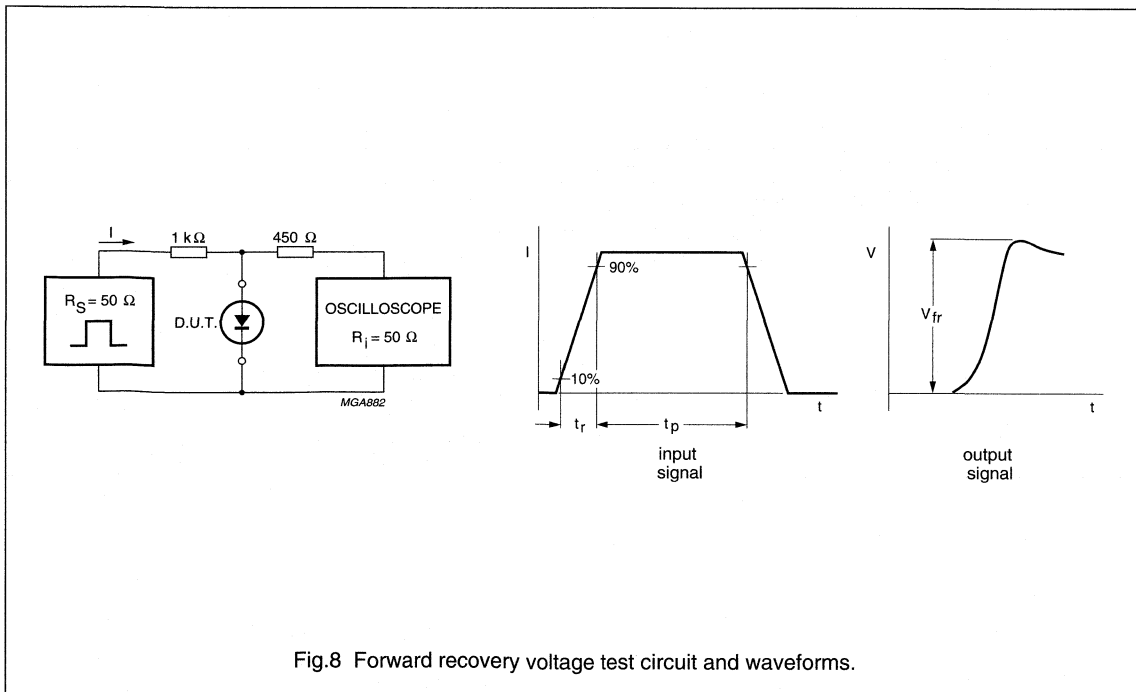 I
1 kΩ
450 Ω
R_S = 50 Ω
D.U.T.
OSCILLOSCOPE
R_i = 50 Ω
MGA882
I
90%
10%
t
t_r
t_p
input
signal
V
V_fr
t
output
signal
Fig.8 Forward recovery voltage test circuit and waveforms.